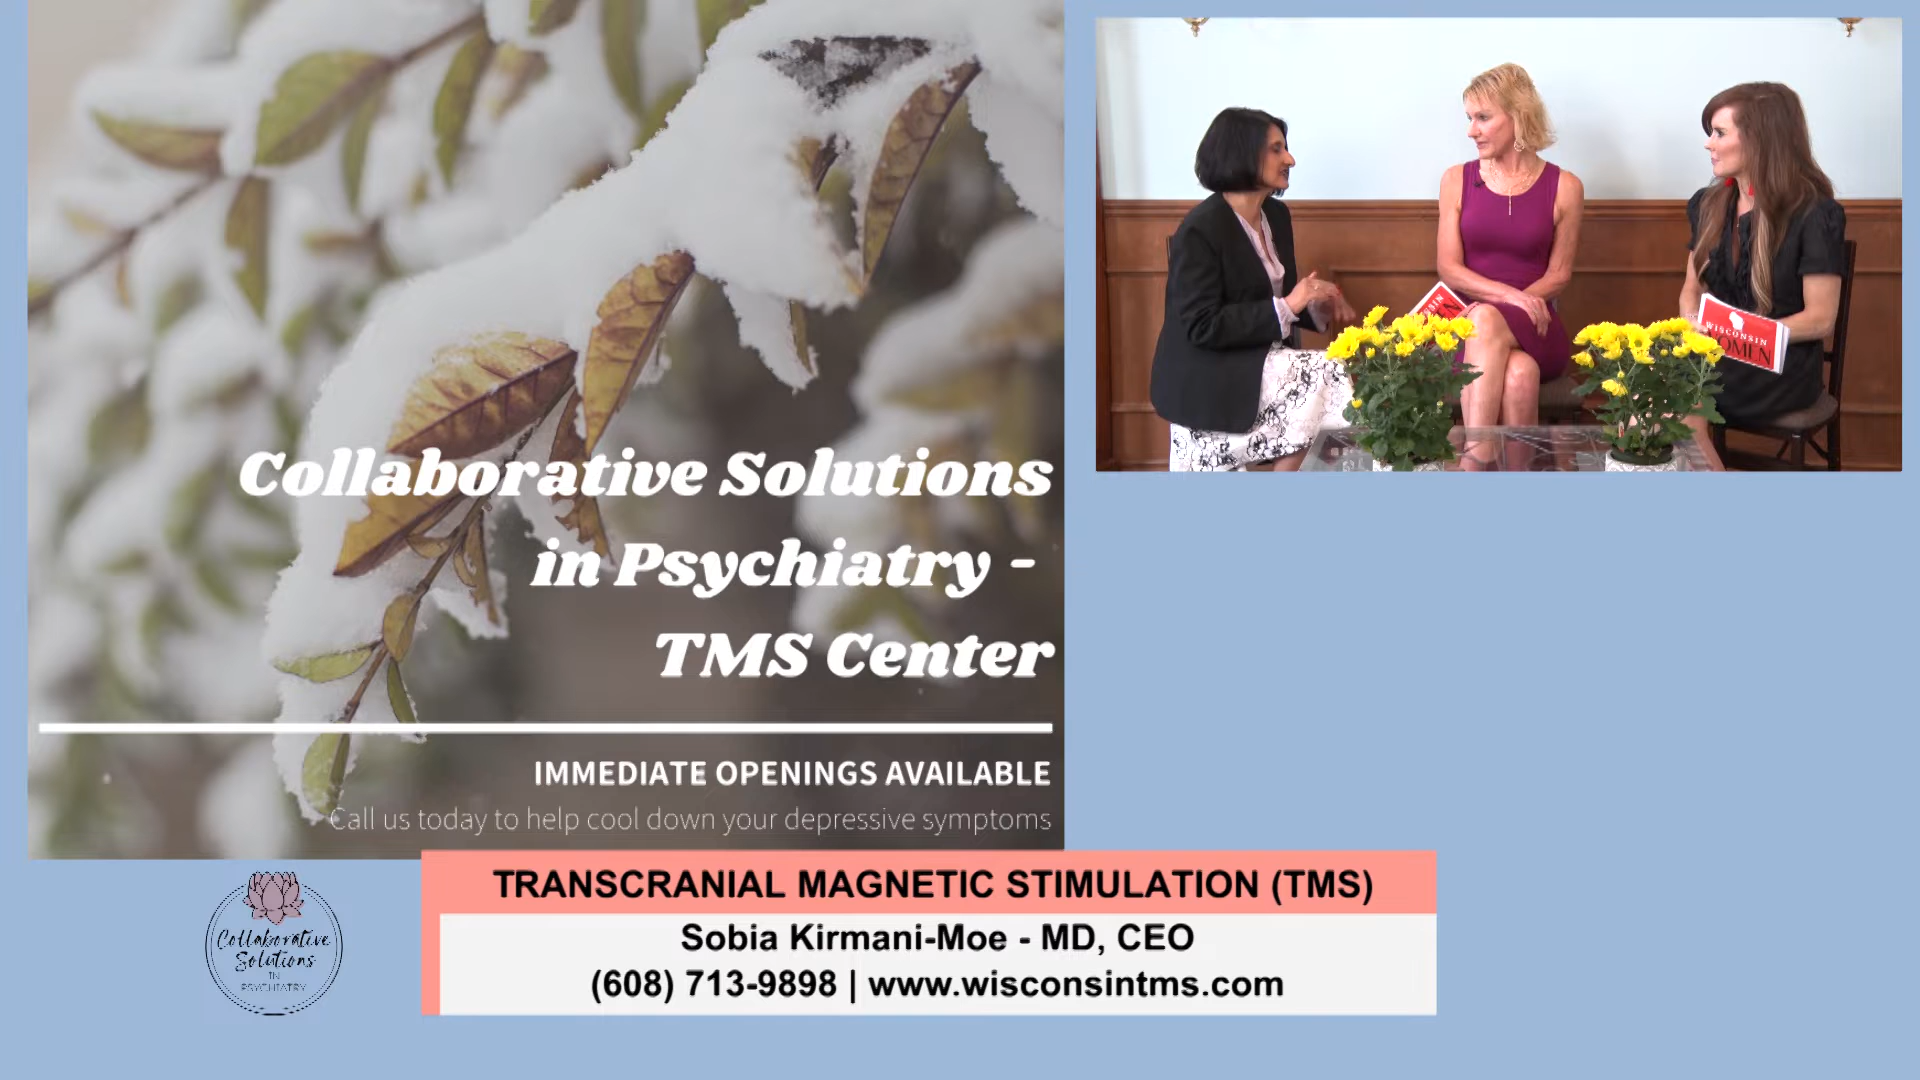 Collaborative Solutions
in Psychiatry -
TMS Center
IMMEDIATE OPENINGS AVAILABLE
Call us today to help cool down your depressive symptoms
WISCONSIN
WOMEN
Collaborative
Solutions
IN
PSYCHIATRY
TRANSCRANIAL MAGNETIC STIMULATION (TMS)
Sobia Kirmani-Moe - MD, CEO
(608) 713-9898 | www.wisconsintms.com